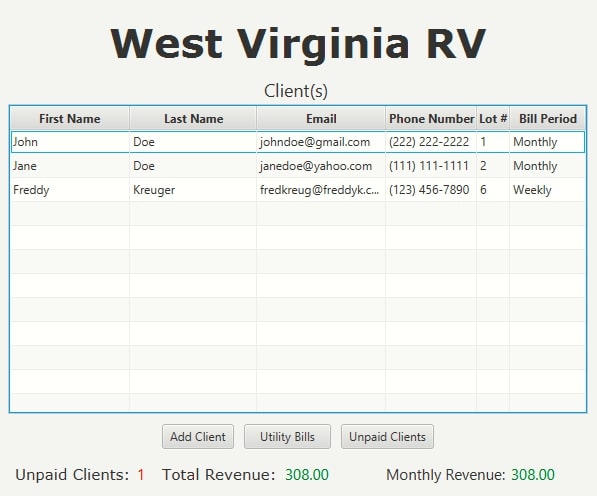 West Virginia RV
Client(s)
First Name Last Name Email Phone Number Lot # Bill Period
John Doe johndoe@gmail.com (222) 222-2222 1 Monthly
Jane Doe janedoe@yahoo.com (111) 111-1111 2 Monthly
Freddy Kreuger fredkreug@freddyk.c... (123) 456-7890 6 Weekly
Add Client Utility Bills Unpaid Clients
Unpaid Clients: 1 Total Revenue: 308.00 Monthly Revenue: 308.00